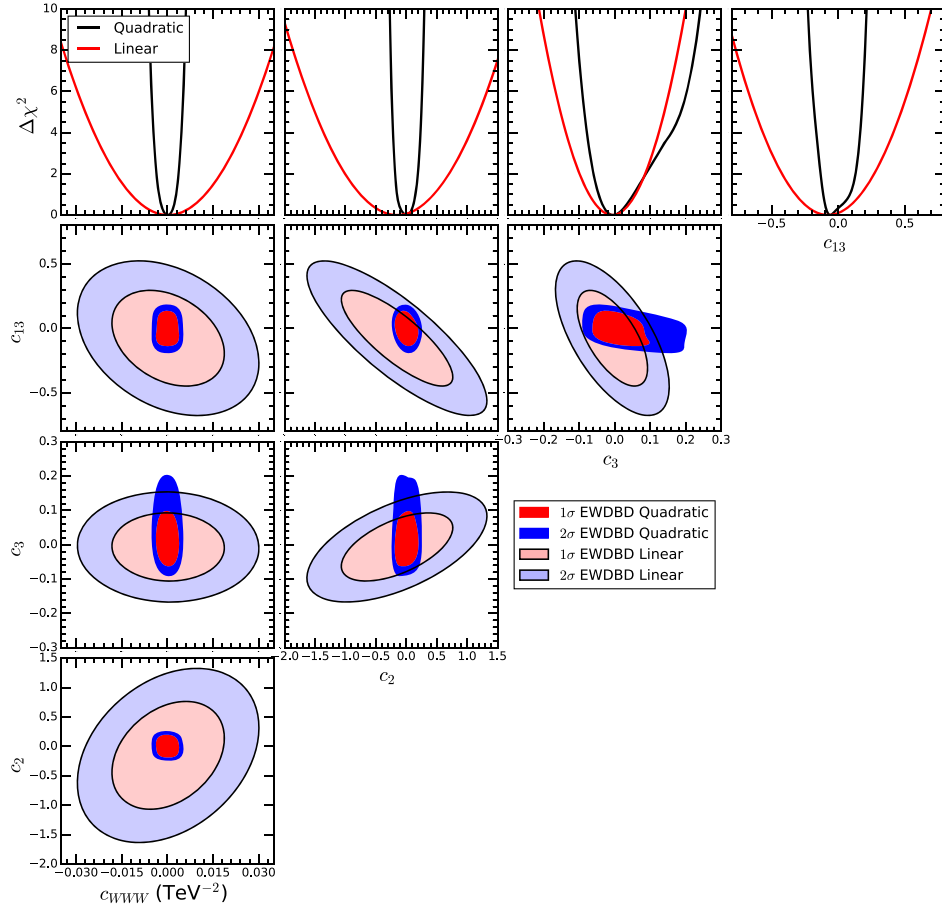 10
8
6
4
2
0
Δχ²
Quadratic
Linear
−0.5 0.0 0.5
c₁₃
0.5
0.0
−0.5
c₁₃
−0.3 −0.2 −0.1 0.0 0.1 0.2 0.3
c₃
0.3
0.2
0.1
0.0
−0.1
−0.2
−0.3
c₃
1σ EWDBD Quadratic
2σ EWDBD Quadratic
1σ EWDBD Linear
2σ EWDBD Linear
−2.0 −1.5 −1.0 −0.5 0.0 0.5 1.0 1.5
c₂
1.5
1.0
0.5
0.0
−0.5
−1.0
−1.5
−2.0
c₂
−0.030 −0.015 0.000 0.015 0.030
c_WWW (TeV⁻²)